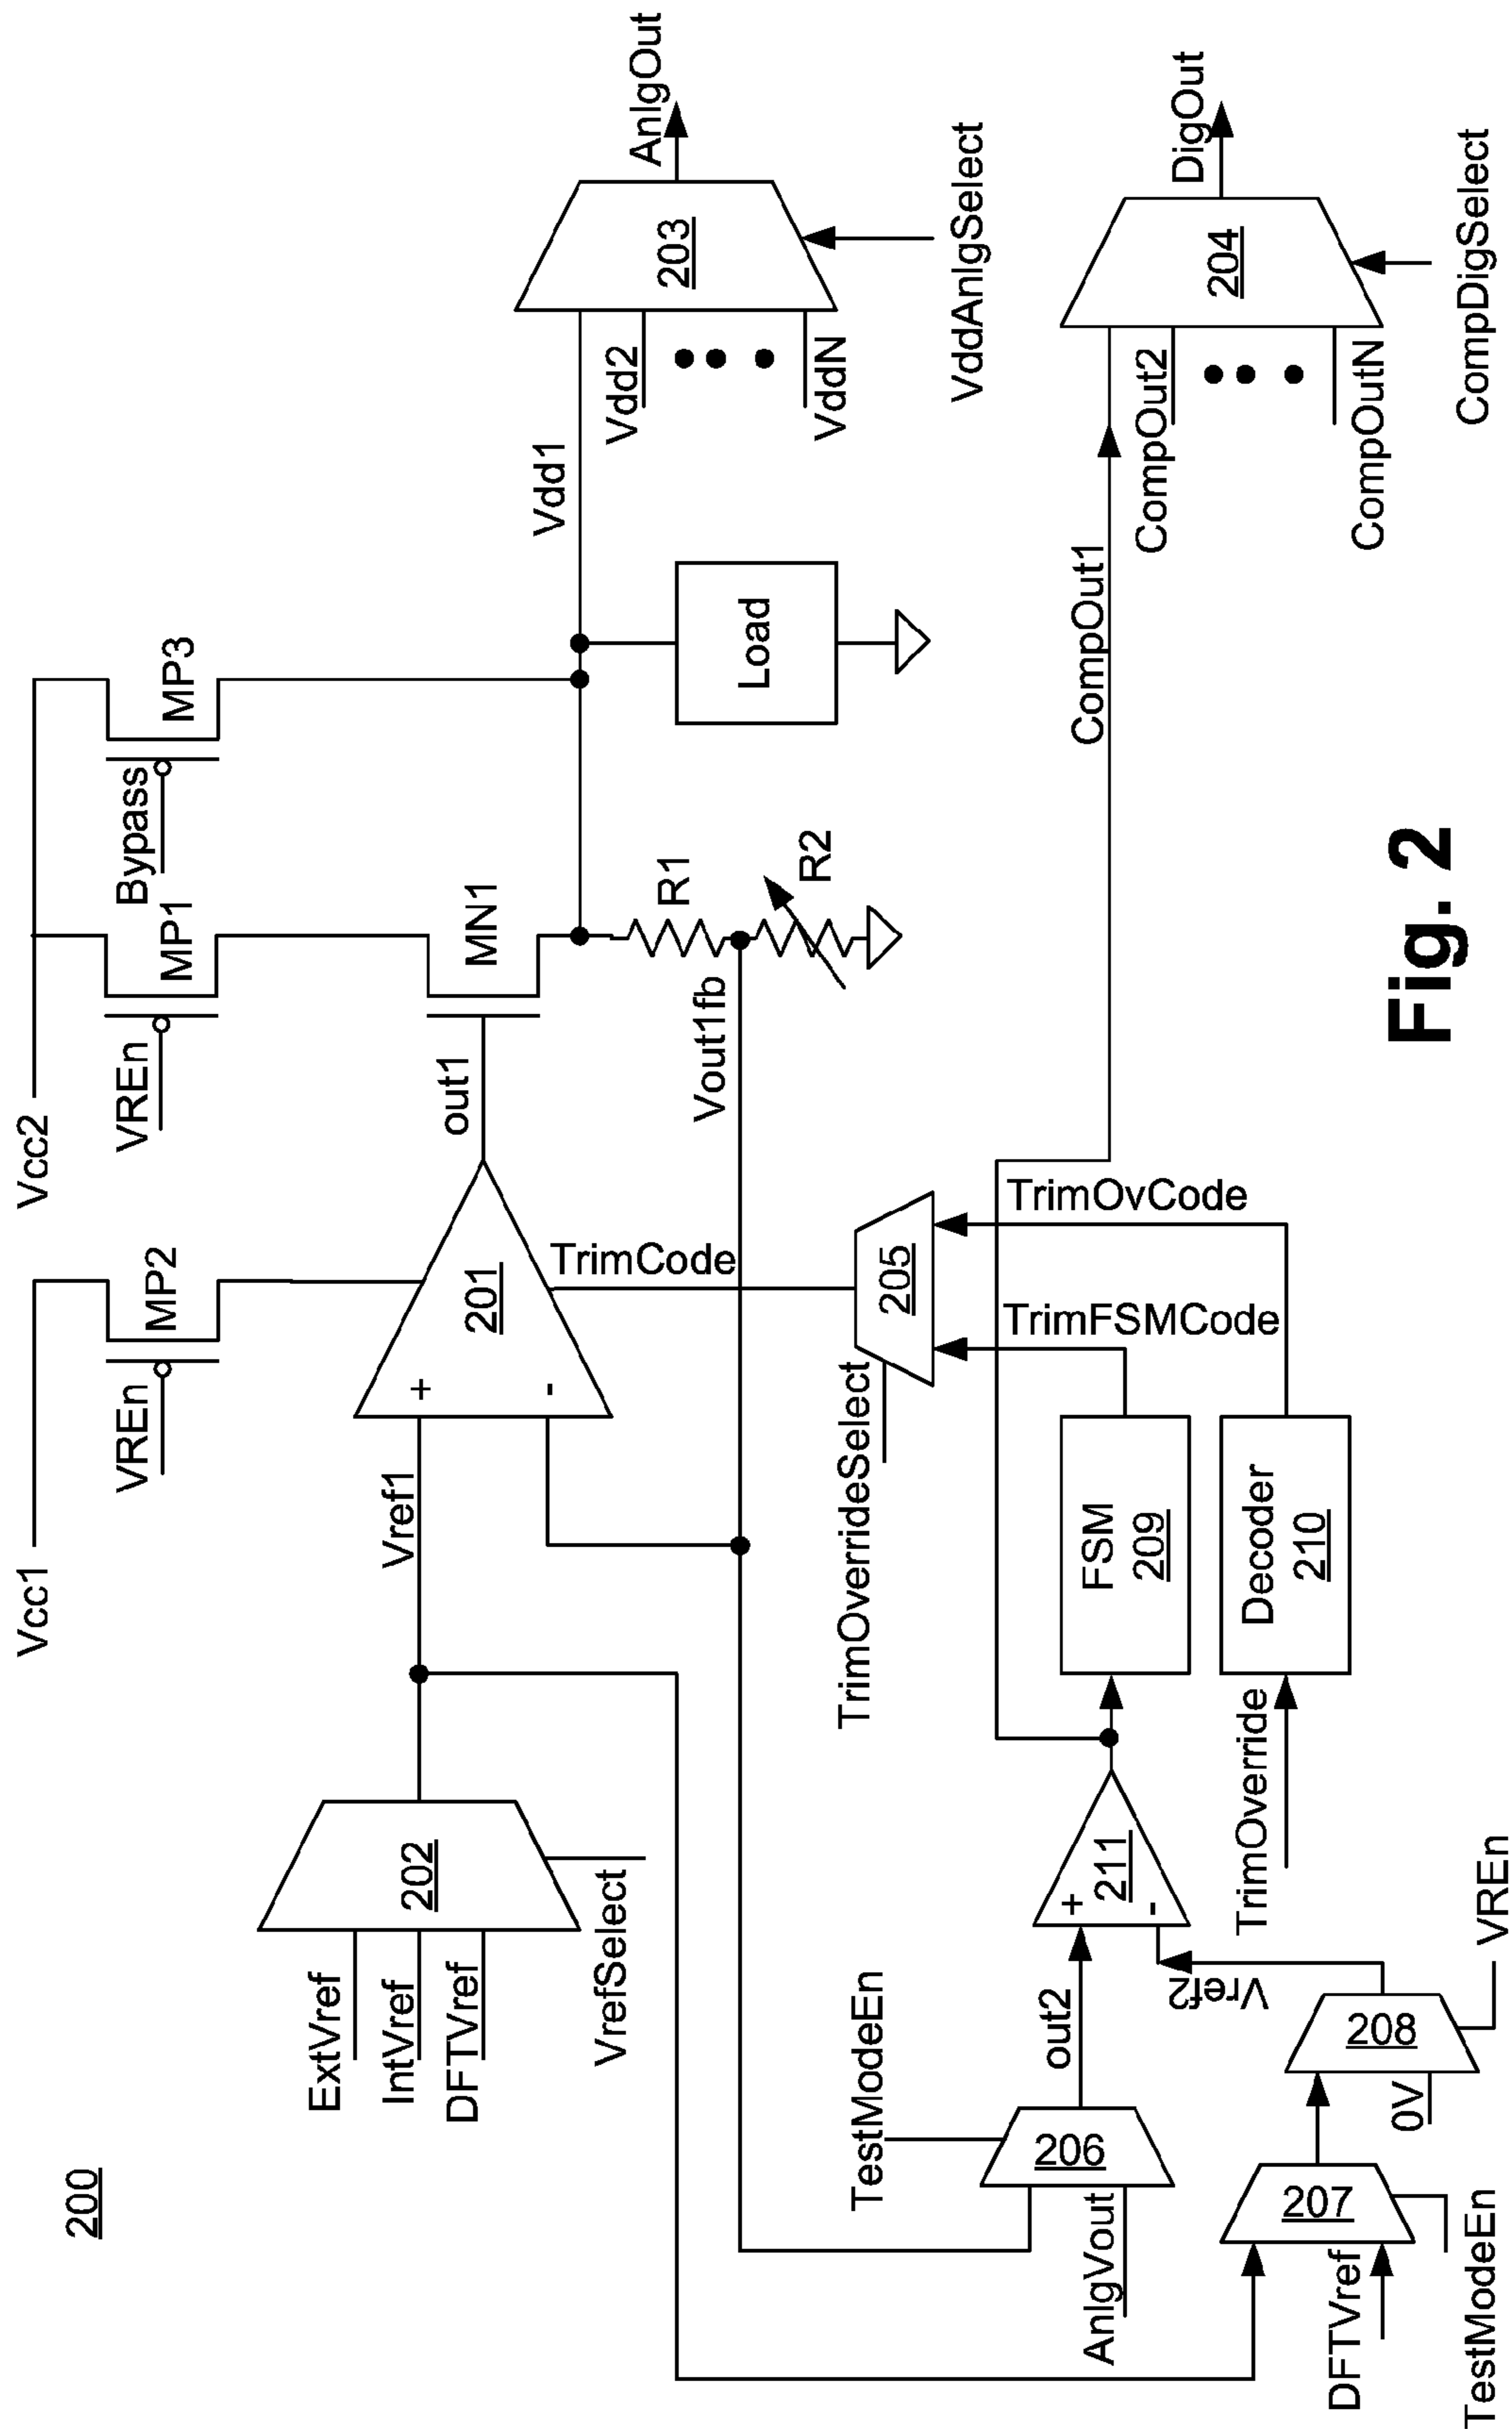 200
Vcc1
Vcc2
VREn
MP2
VREn
MP1
Bypass
MP3
ExtVref
IntVref
DFTVref
202
VrefSelect
Vref1
+
-
201
out1
MN1
TrimCode
Vout1fb
R1
R2
Load
Vdd1
Vdd2
VddN
203
AnlgOut
VddAnlgSelect
TrimOverrideSelect
205
TrimFSMCode
TrimOvCode
TestModeEn
AnlgVout
206
out2
+
-
211
FSM
209
TrimOverride
Decoder
210
CompOut1
CompOut2
CompOutN
204
DigOut
CompDigSelect
DFTVref
207
TestModeEn
0V
208
VREn
Vref2
Fig. 2